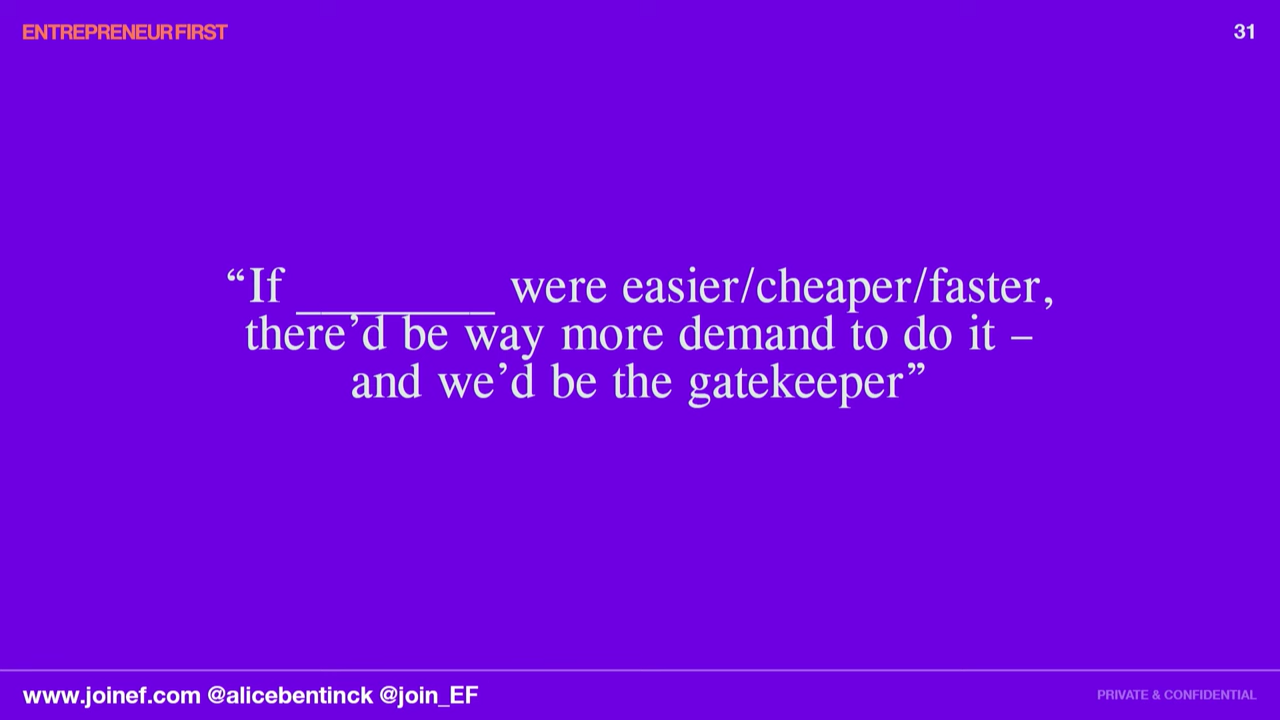 ENTREPRENEUR FIRST
31
“If ________ were easier/cheaper/faster,
there’d be way more demand to do it –
and we’d be the gatekeeper”
www.joinef.com @alicebentinck @join_EF
PRIVATE & CONFIDENTIAL